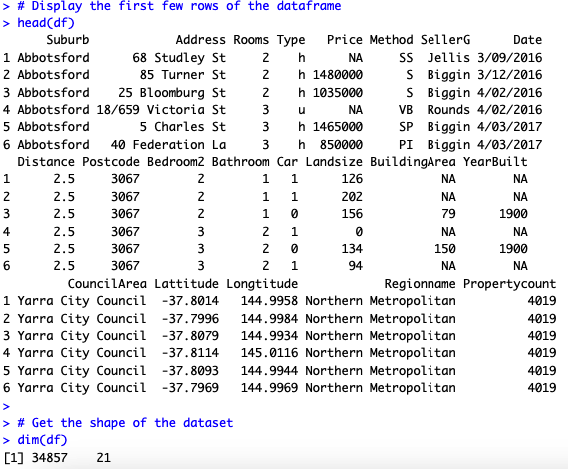 > # Display the first few rows of the dataframe
> head(df)
      Suburb            Address Rooms Type   Price Method SellerG      Date
1 Abbotsford      68 Studley St     2    h      NA     SS  Jellis 3/09/2016
2 Abbotsford       85 Turner St     2    h 1480000      S  Biggin 3/12/2016
3 Abbotsford    25 Bloomburg St     2    h 1035000      S  Biggin 4/02/2016
4 Abbotsford 18/659 Victoria St     3    u      NA     VB  Rounds 4/02/2016
5 Abbotsford       5 Charles St     3    h 1465000     SP  Biggin 4/03/2017
6 Abbotsford   40 Federation La     3    h  850000     PI  Biggin 4/03/2017
  Distance Postcode Bedroom2 Bathroom Car Landsize BuildingArea YearBuilt
1      2.5     3067        2        1   1      126           NA        NA
2      2.5     3067        2        1   1      202           NA        NA
3      2.5     3067        2        1   0      156           79      1900
4      2.5     3067        3        2   1        0           NA        NA
5      2.5     3067        3        2   0      134          150      1900
6      2.5     3067        3        2   1       94           NA        NA
         CouncilArea Lattitude Longtitude            Regionname Propertycount
1 Yarra City Council  -37.8014   144.9958 Northern Metropolitan          4019
2 Yarra City Council  -37.7996   144.9984 Northern Metropolitan          4019
3 Yarra City Council  -37.8079   144.9934 Northern Metropolitan          4019
4 Yarra City Council  -37.8114   145.0116 Northern Metropolitan          4019
5 Yarra City Council  -37.8093   144.9944 Northern Metropolitan          4019
6 Yarra City Council  -37.7969   144.9969 Northern Metropolitan          4019
>
> # Get the shape of the dataset
> dim(df)
[1] 34857    21